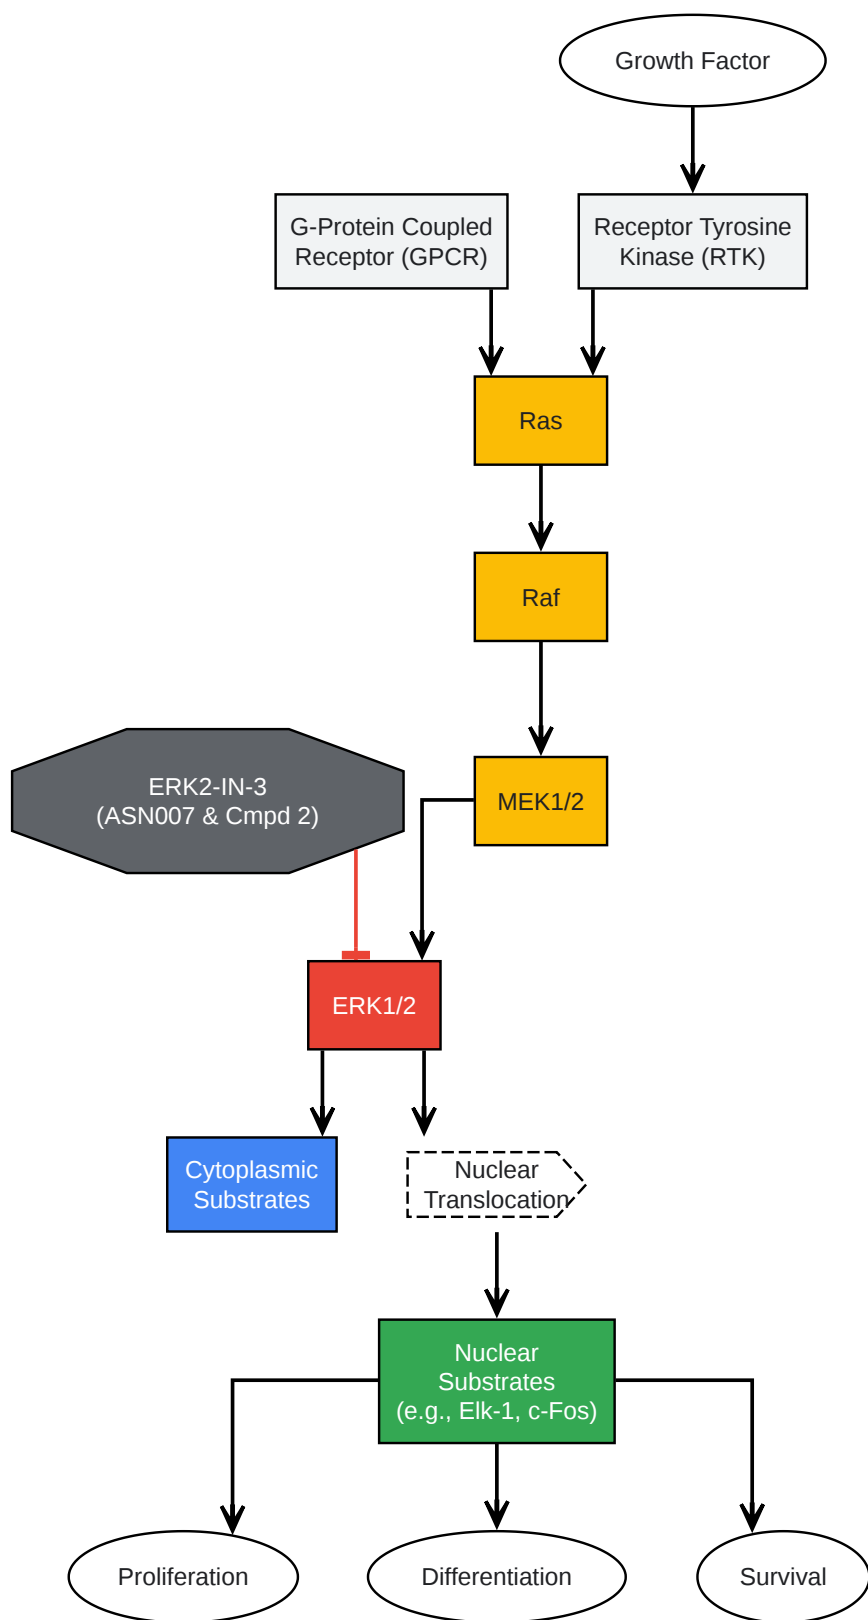 Growth Factor
G-Protein Coupled
Receptor (GPCR)
Receptor Tyrosine
Kinase (RTK)
Ras
Raf
ERK2-IN-3
(ASN007 & Cmpd 2)
MEK1/2
ERK1/2
Cytoplasmic
Substrates
Nuclear
Translocation
Nuclear
Substrates
(e.g., Elk-1, c-Fos)
Proliferation
Differentiation
Survival